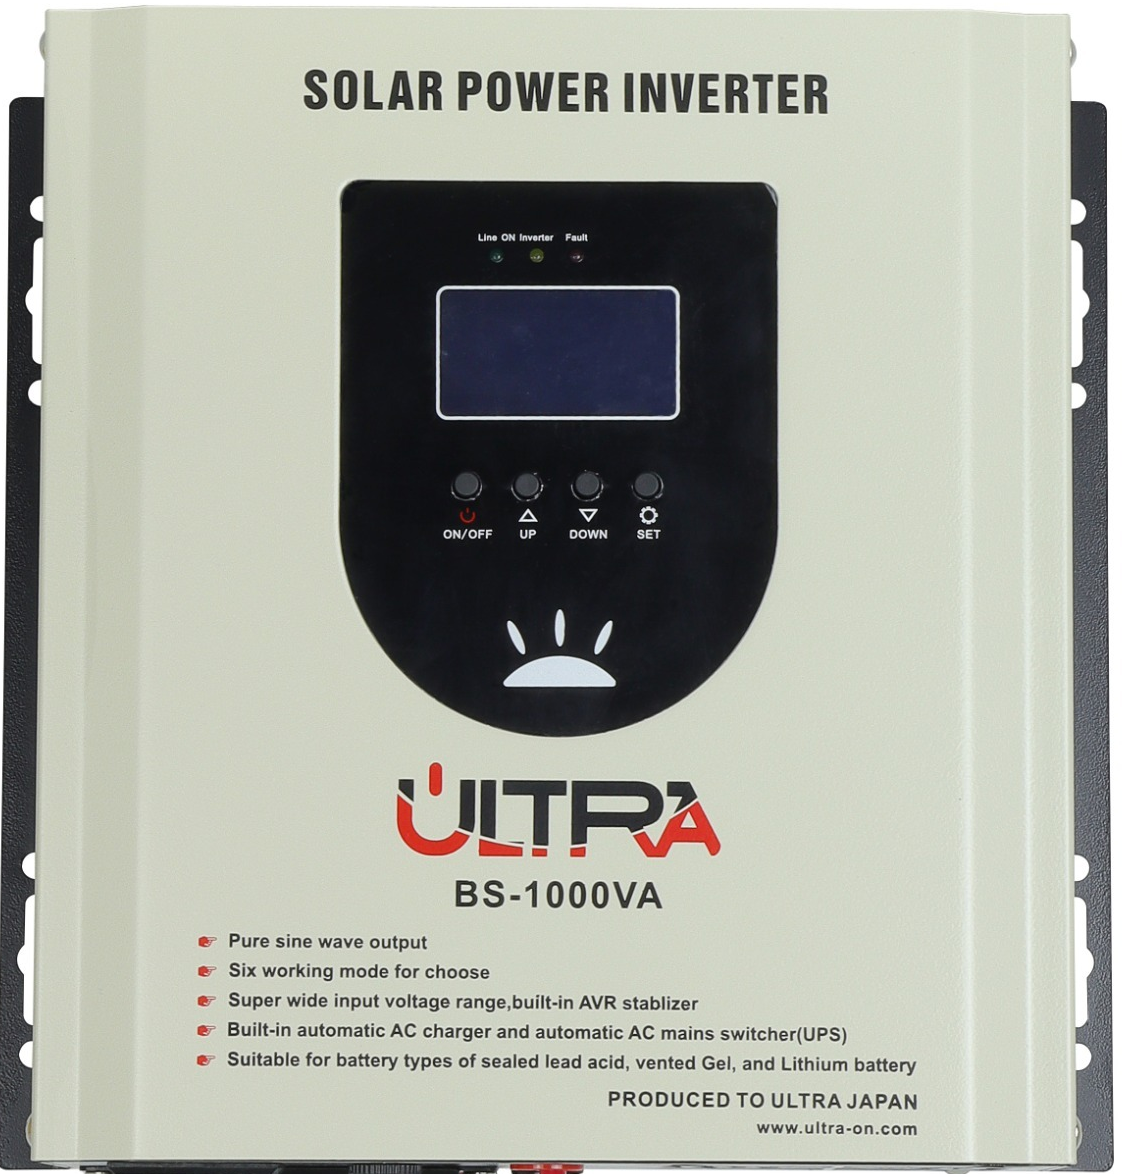 SOLAR POWER INVERTER
Line ON Inverter Fault
ON/OFF UP DOWN SET
ULTRA
BS-1000VA
Pure sine wave output
Six working mode for choose
Super wide input voltage range,built-in AVR stablizer
Built-in automatic AC charger and automatic AC mains switcher(UPS)
Suitable for battery types of sealed lead acid, vented Gel, and Lithium battery
PRODUCED TO ULTRA JAPAN
www.ultra-on.com